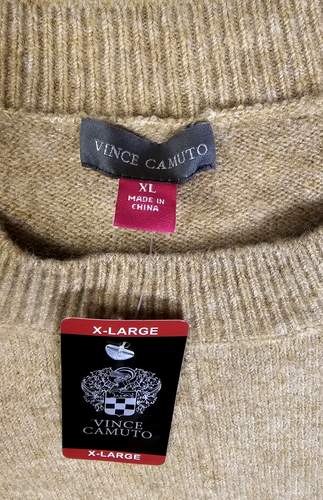 VINCE CAMUTO
XL
MADE IN
CHINA
X-LARGE
VINCE
CAMUTO
X-LARGE